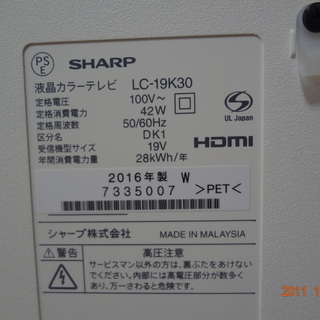 PSE SHARP
液晶カラーテレビ LC-19K30
定格電圧 100V～
定格消費電力 42W
定格周波数 50/60Hz
区分名 DK1
受信機型サイズ 19V
年間消費電力量 28kWh/年
UL Japan
HDMI
2016年製 W
7335007 >PET<
シャープ株式会社 MADE IN MALAYSIA
⚠警告 高圧注意
サービスマン以外の方は、裏ぶたをあけないで
ください。内部には高電圧部分が数多く
あり、万一さわると危険です。
2011 1